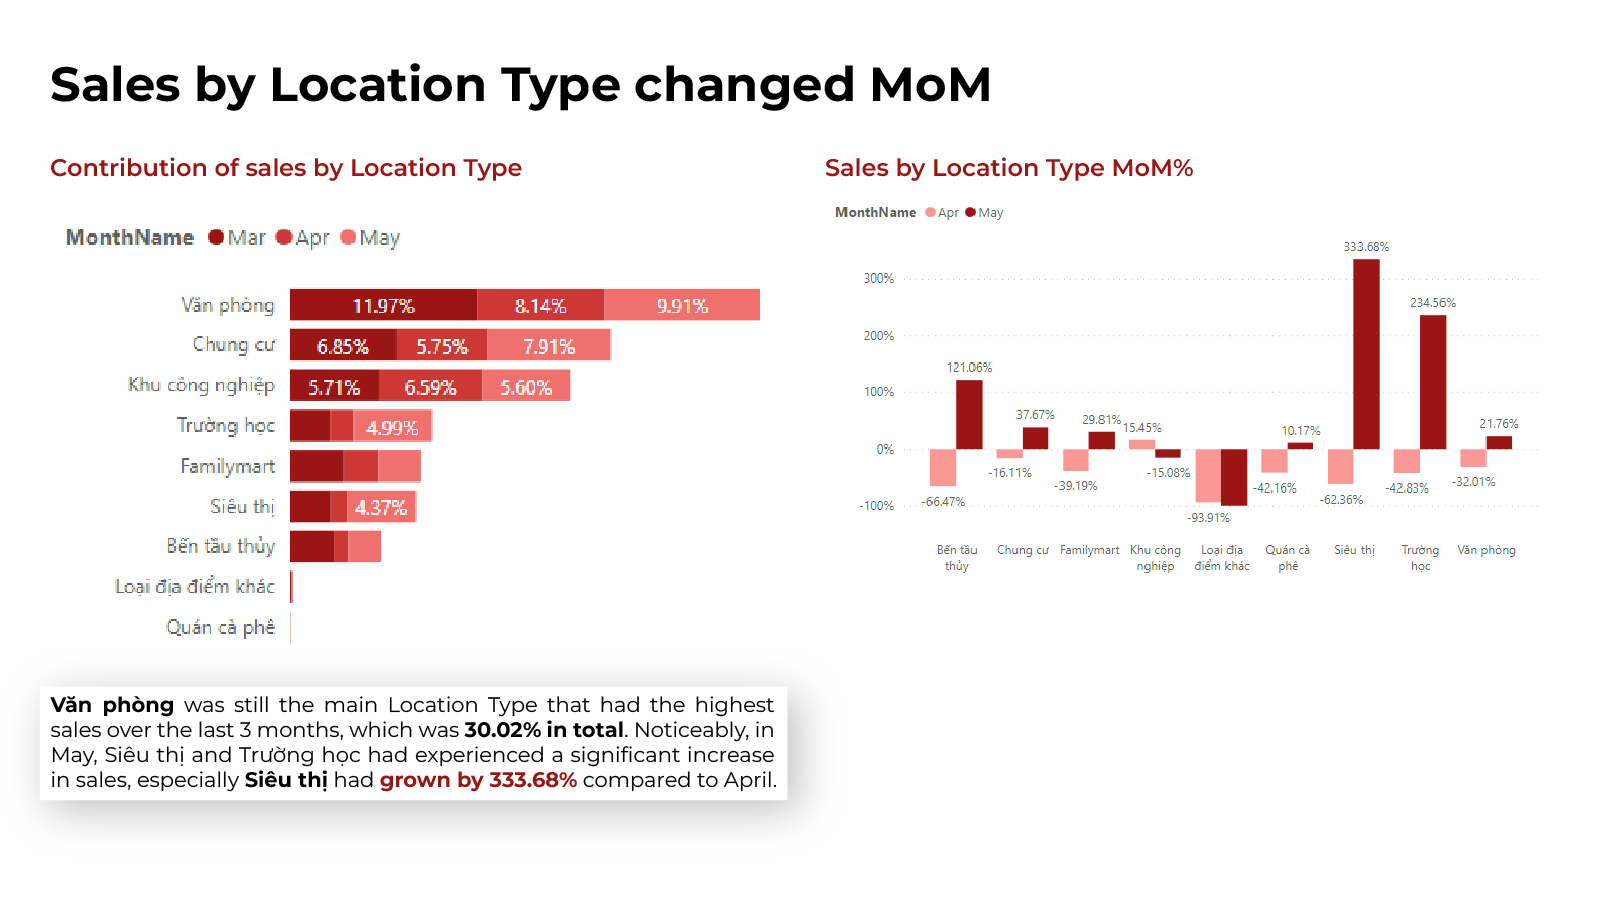 Sales by Location Type changed MoM
Contribution of sales by Location Type
MonthName Mar Apr May
Văn phòng 11.97% 8.14% 9.91%
Chung cư 6.85% 5.75% 7.91%
Khu công nghiệp 5.71% 6.59% 5.60%
Trường học 4.99%
Familymart
Siêu thị 4.37%
Bến tầu thủy
Loại địa điểm khác
Quán cà phê
Văn phòng was still the main Location Type that had the highest
sales over the last 3 months, which was 30.02% in total. Noticeably, in
May, Siêu thị and Trường học had experienced a significant increase
in sales, especially Siêu thị had grown by 333.68% compared to April.
Sales by Location Type MoM%
MonthName Apr May
333.68%
300%
234.56%
200%
121.06%
100%
37.67% 29.81% 15.45% 10.17% 21.76%
0%
-66.47% -16.11% -39.19% -15.08% -42.16% -62.36% -42.83% -32.01%
-100%
-93.91%
Bến tầu Chung cư Familymart Khu công Loại địa Quán cà Siêu thị Trường Văn phòng
thủy nghiệp điểm khác phê học